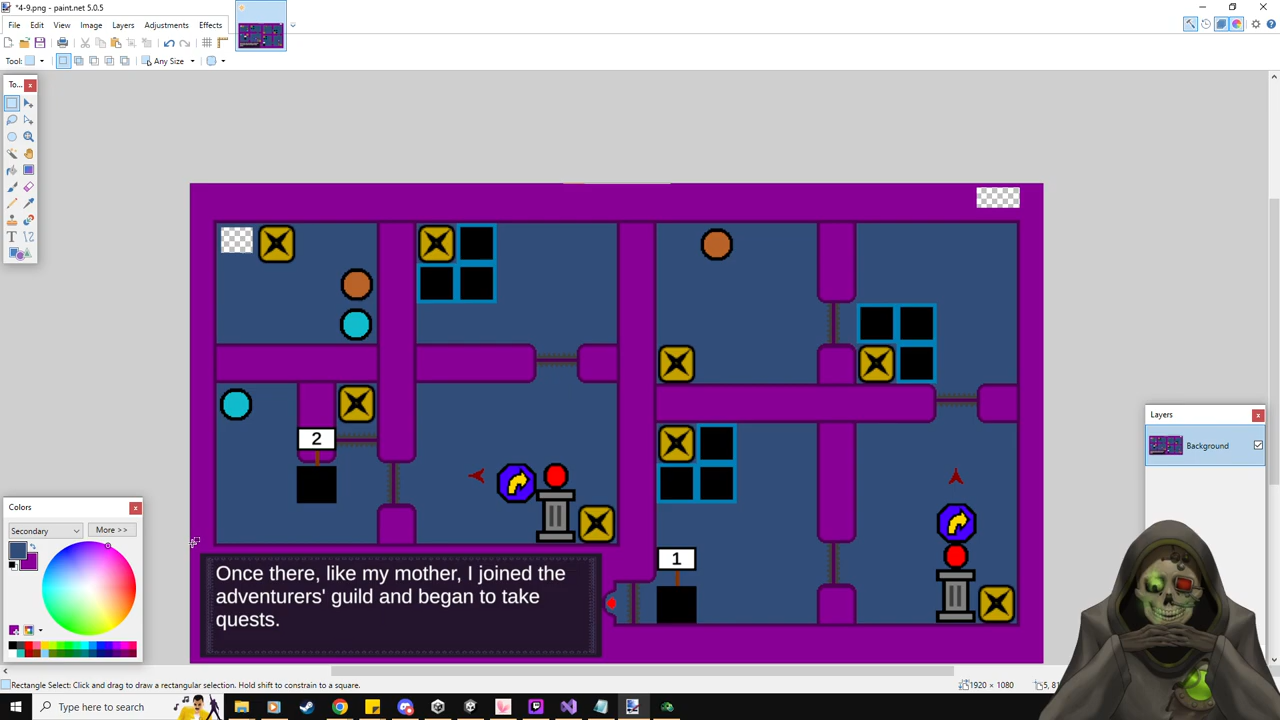 *4-9.png - paint.net 5.0.5
File Edit View Image Layers Adjustments Effects
Tool: Any Size
To...
2
1
Once there, like my mother, I joined the
adventurers' guild and began to take
quests.
Layers
Background
Colors
Secondary More >>
Rectangle Select: Click and drag to draw a rectangular selection. Hold shift to constrain to a square.
1920 × 1080
Type here to search